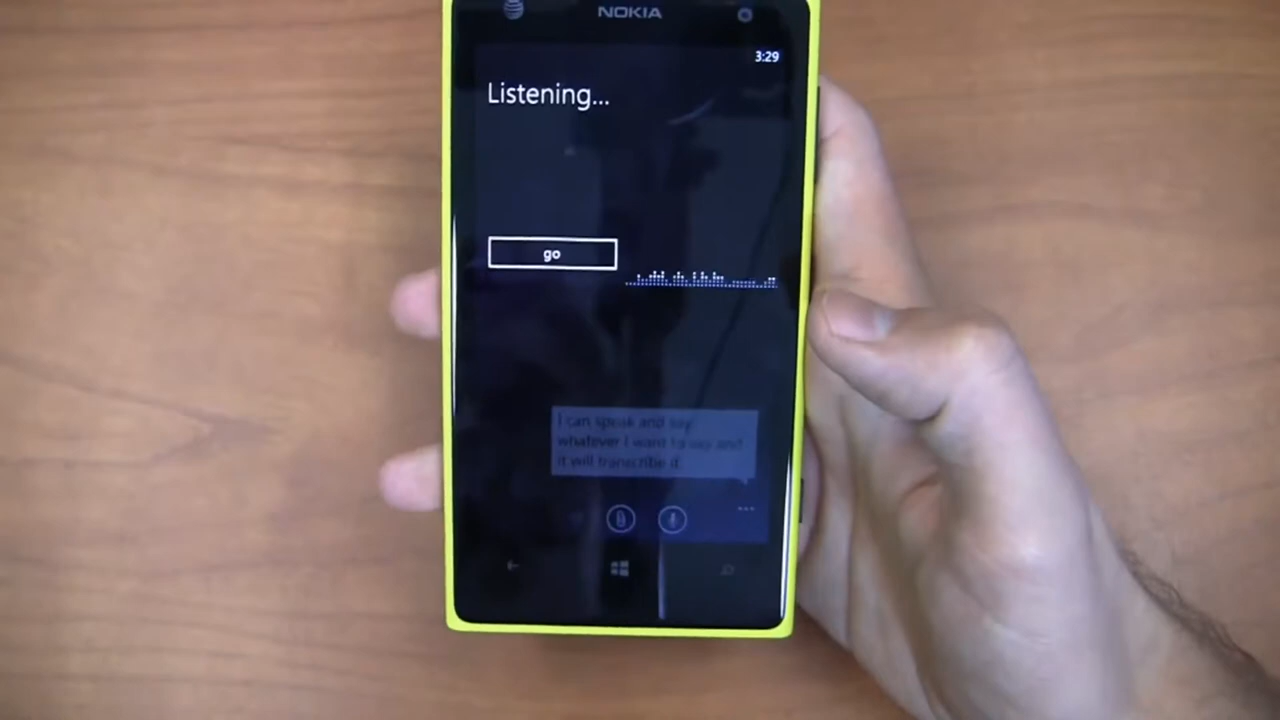 NOKIA
3:29
Listening...
go
I can speak and say
whatever I want to say and
it will transcribe it